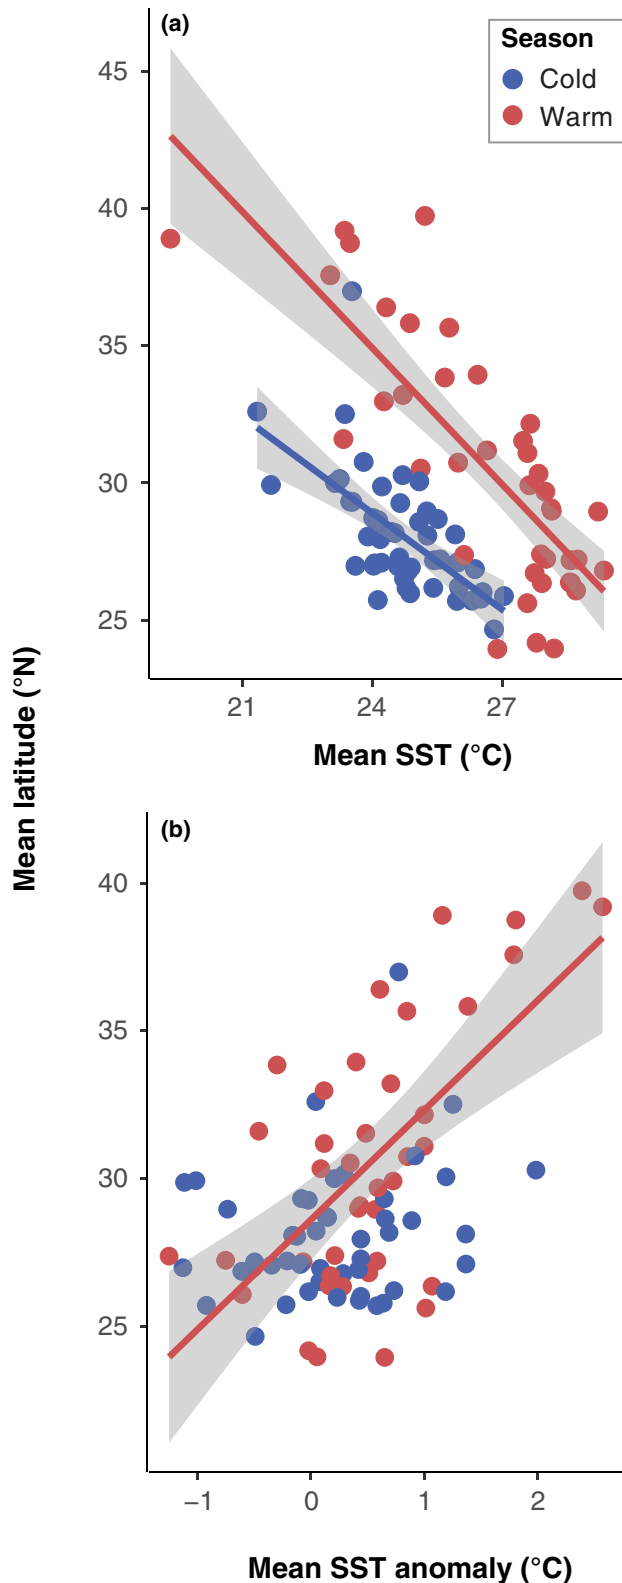 (a)
Season
Cold
Warm
45
40
35
30
25
21
24
27
Mean SST (°C)
Mean latitude (°N)
(b)
40
35
30
25
−1
0
1
2
Mean SST anomaly (°C)